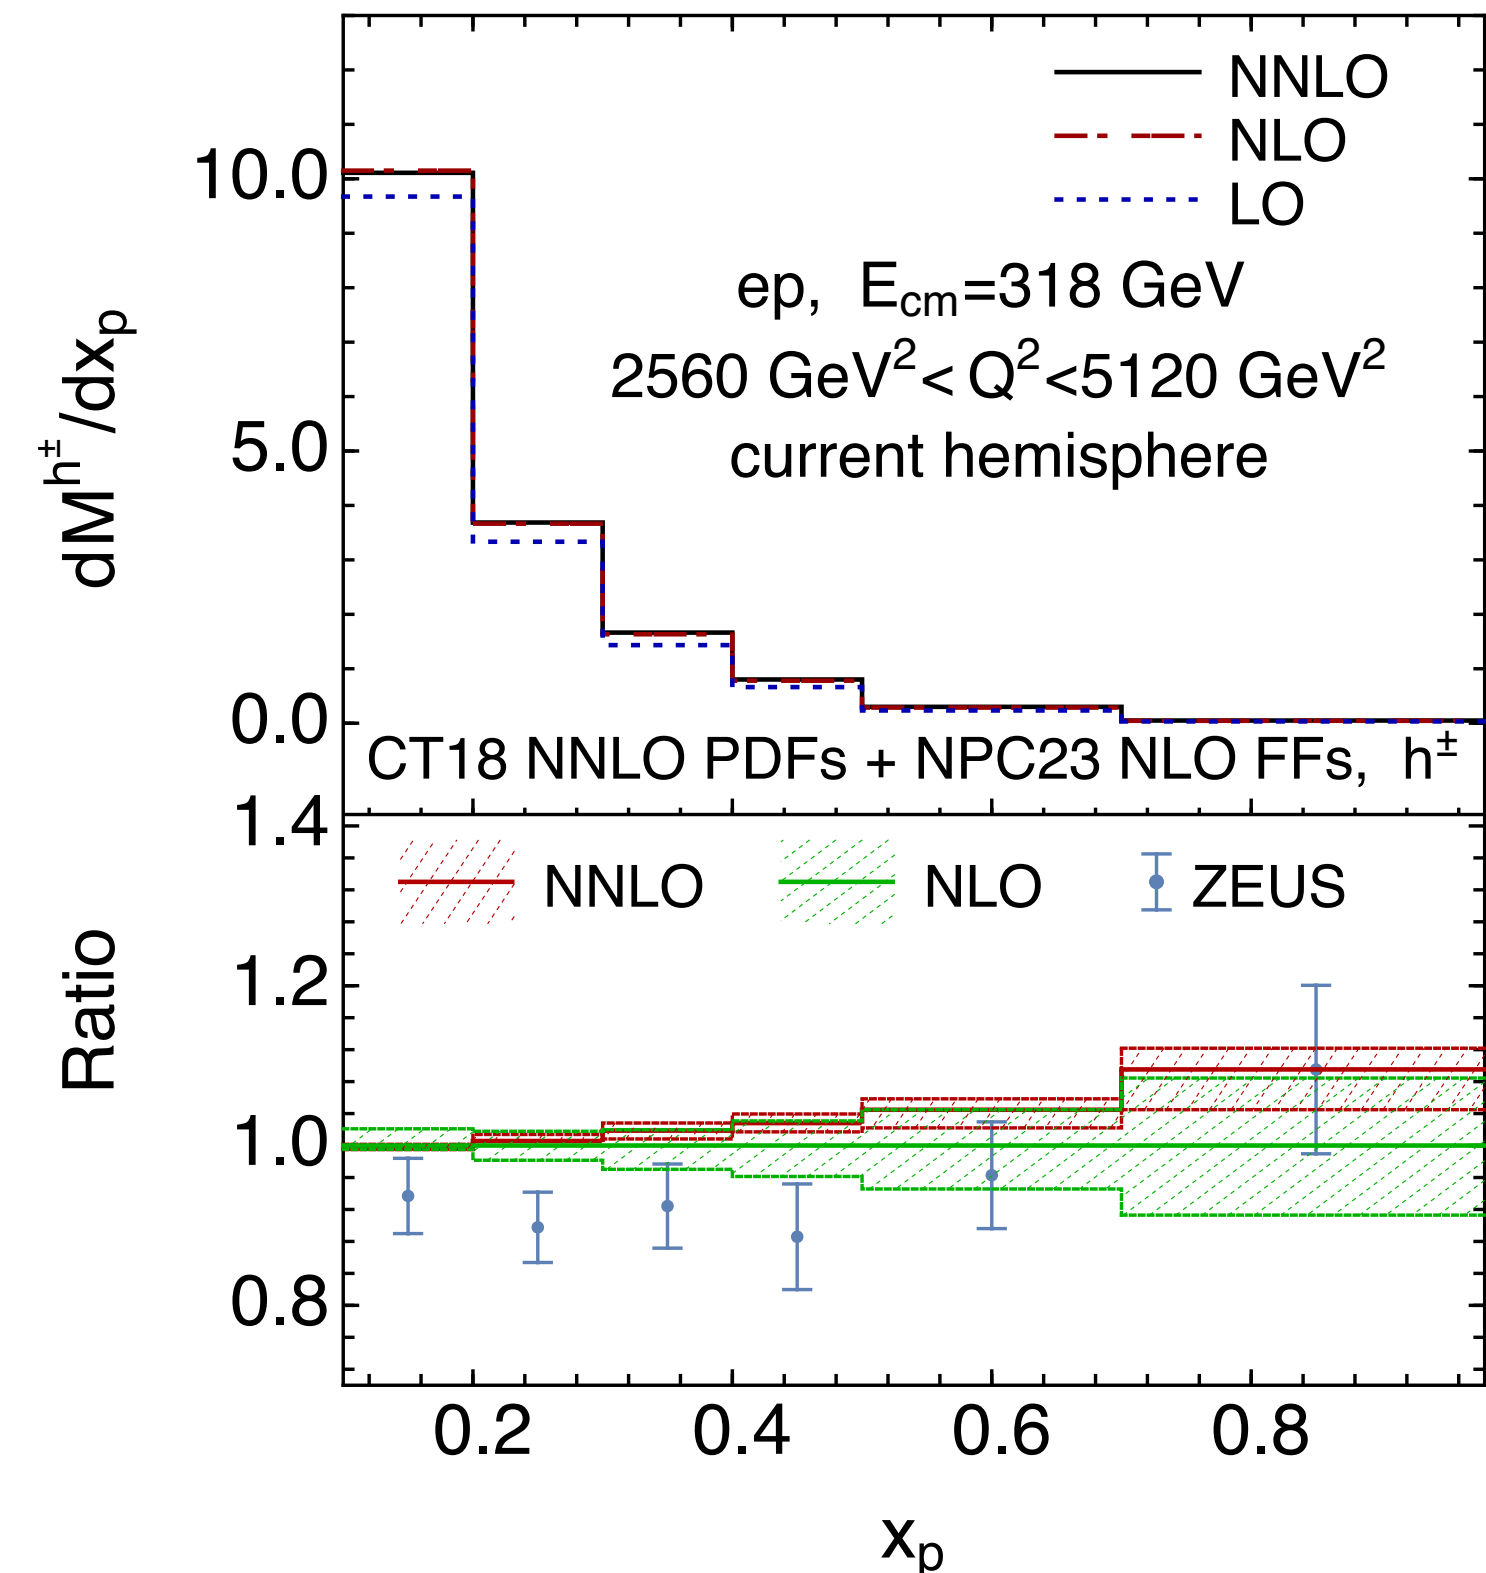 NNLO
NLO
LO
ep, E_cm=318 GeV
2560 GeV²< Q²<5120 GeV²
current hemisphere
CT18 NNLO PDFs + NPC23 NLO FFs, h^±
dM^h^± /dx_p
10.0
5.0
0.0
NNLO
NLO
ZEUS
Ratio
1.4
1.2
1.0
0.8
0.2 0.4 0.6 0.8
x_p